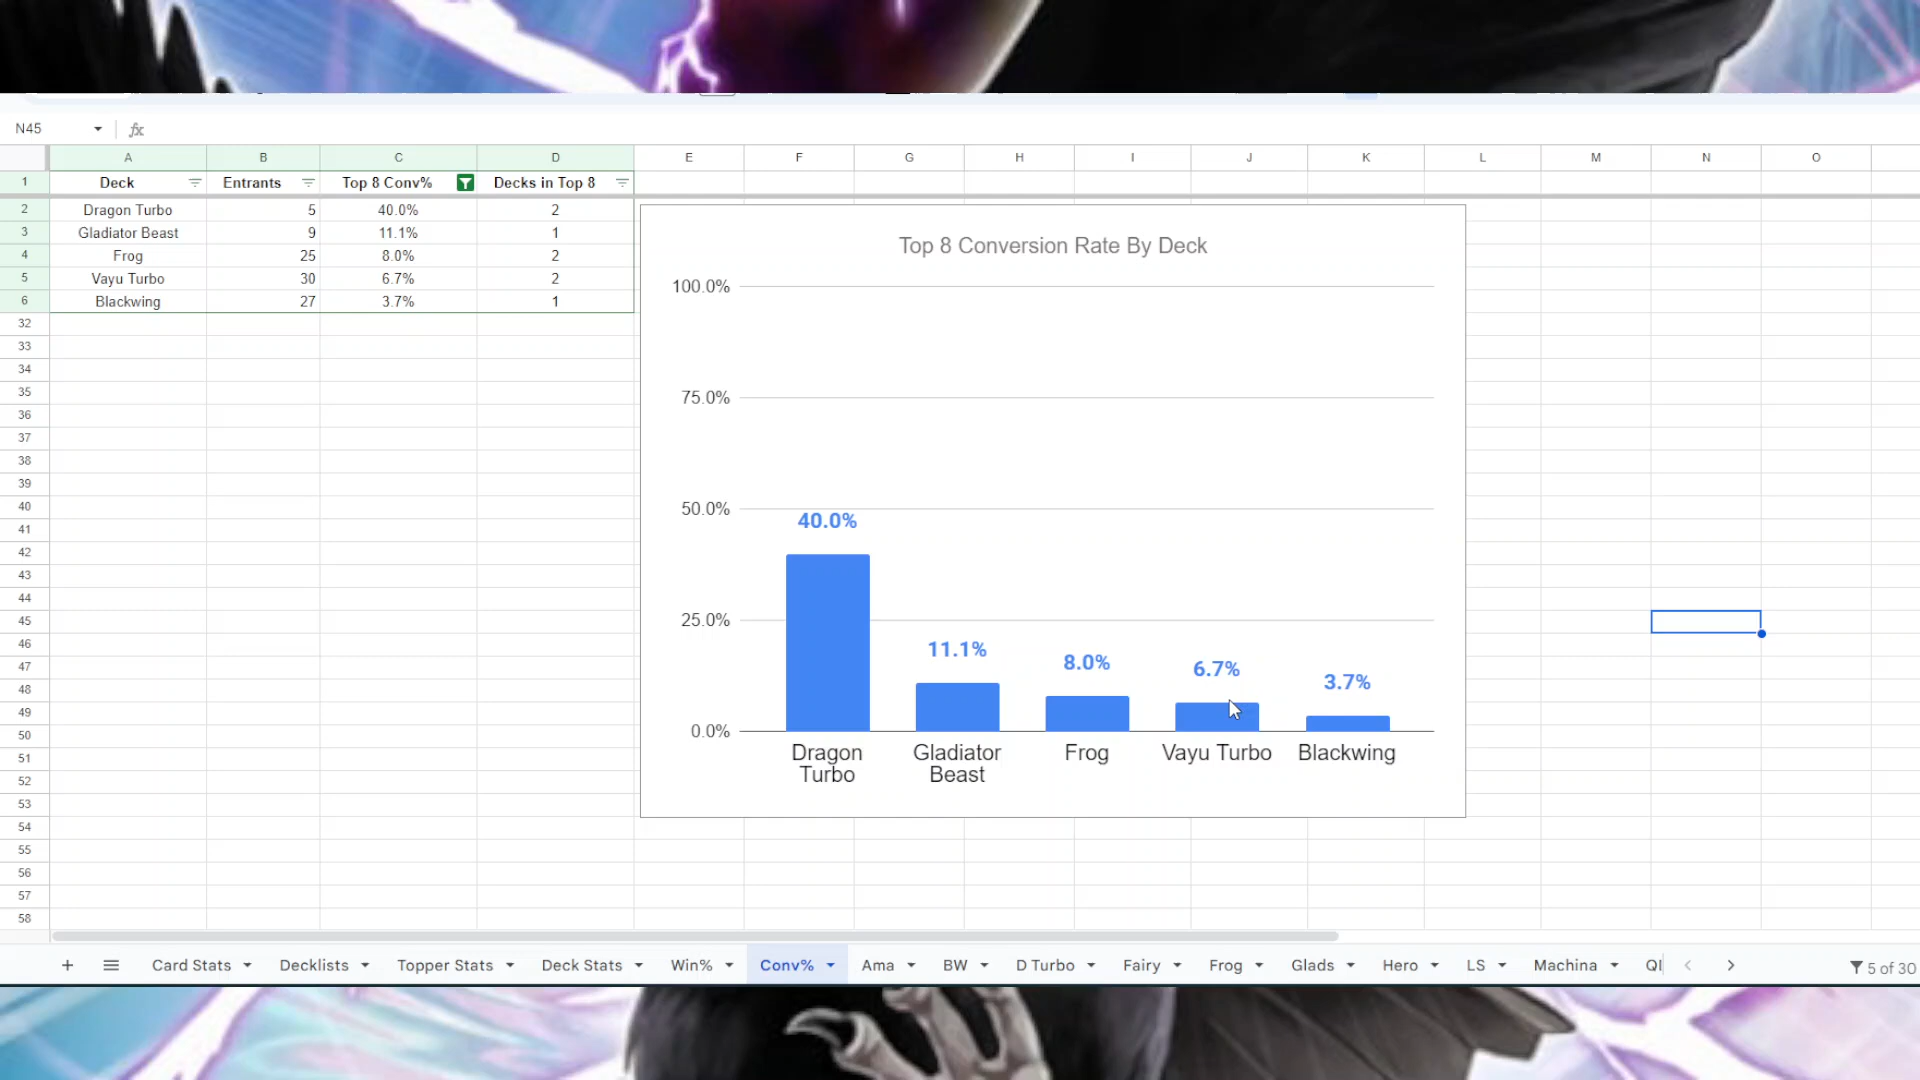 N45 fx
A B C D E F G H I J K L M N O
1 Deck Entrants Top 8 Conv% Decks in Top 8
2 Dragon Turbo 5 40.0% 2
3 Gladiator Beast 9 11.1% 1
4 Frog 25 8.0% 2
5 Vayu Turbo 30 6.7% 2
6 Blackwing 27 3.7% 1
32
33
34
35
36
37
38
39
40
41
42
43
44
45
46
47
48
49
50
51
52
53
54
55
56
57
58
Top 8 Conversion Rate By Deck
100.0%
75.0%
50.0%
25.0%
0.0%
40.0%
11.1%
8.0%
6.7%
3.7%
Dragon
Turbo
Gladiator
Beast
Frog
Vayu Turbo
Blackwing
+ Card Stats Decklists Topper Stats Deck Stats Win% Conv% Ama BW D Turbo Fairy Frog Glads Hero LS Machina 5 of 30